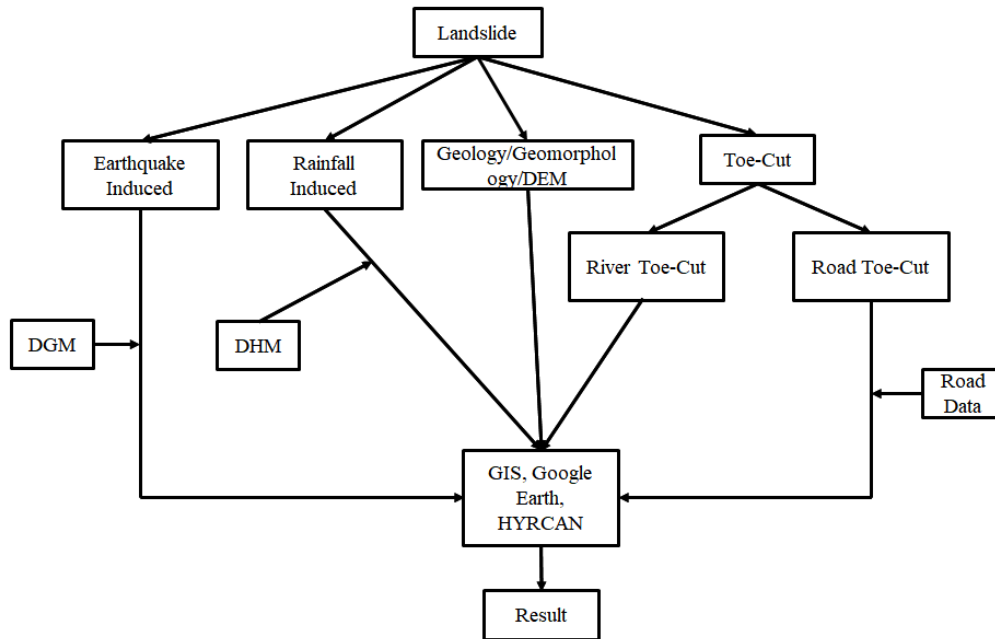 Landslide
Earthquake
Induced
Rainfall
Induced
Geology/Geomorphol
ogy/DEM
Toe-Cut
River Toe-Cut
Road Toe-Cut
DGM
DHM
Road
Data
GIS, Google
Earth,
HYRCAN
Result